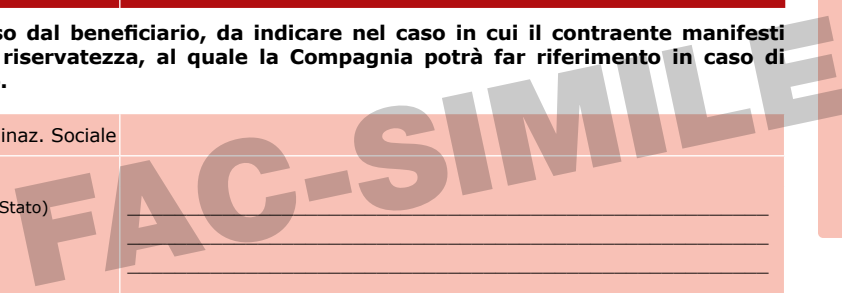 so dal beneficiario, da indicare nel caso in cui il contraente manifesti
riservatezza, al quale la Compagnia potrà far riferimento in caso di
.
inaz. Sociale
Stato)
FAC-SIMILE